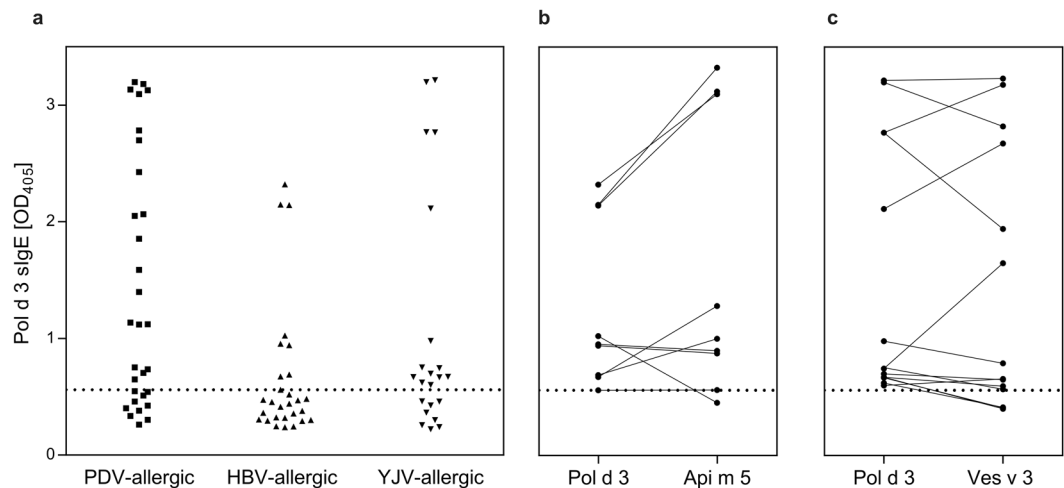 a
b
c
Pol d 3 sIgE [OD405]
3
2
1
0
PDV-allergic HBV-allergic YJV-allergic
Pol d 3 Api m 5
Pol d 3 Ves v 3